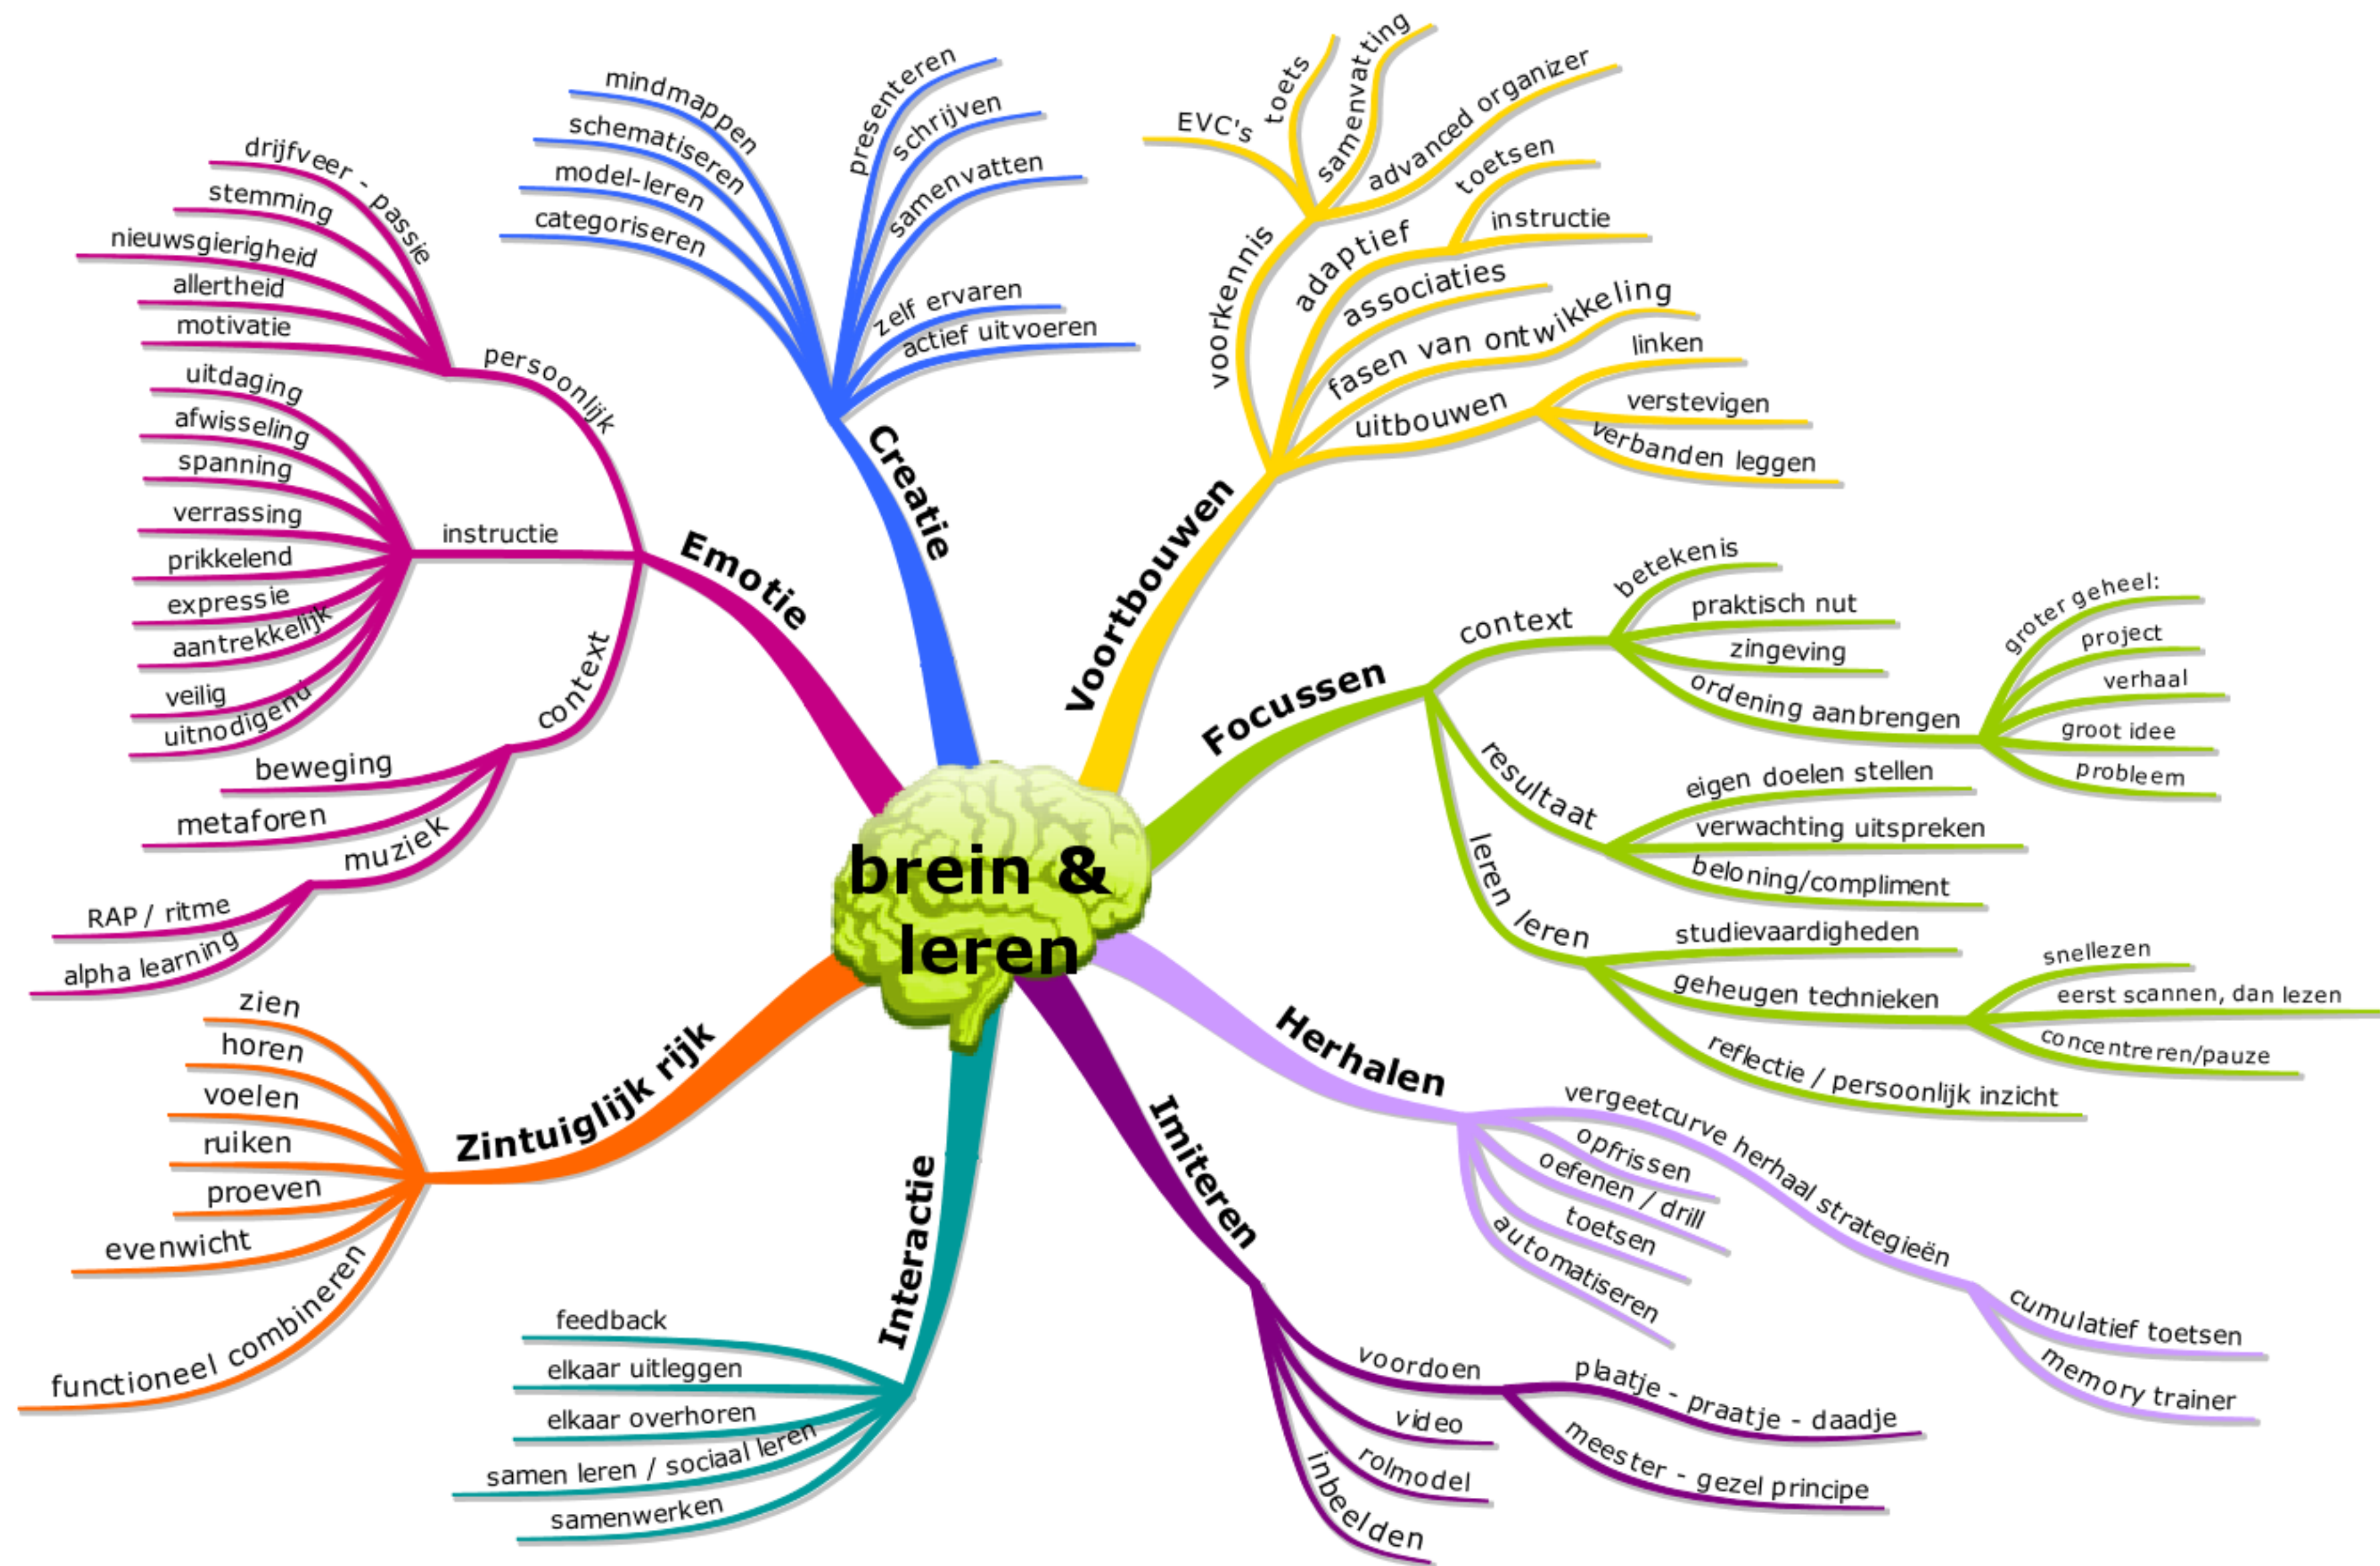 brein &
leren
Creatie
mindmappen
schematiseren
model-leren
categoriseren
presenteren
schrijven
samenvatten
zelf ervaren
actief uitvoeren
Voortbouwen
voorkennis
EVC's
toets
samenvatting
advanced organizer
adaptief
toetsen
instructie
associaties
fasen van ontwikkeling
uitbouwen
linken
verstevigen
verbanden leggen
Focussen
context
betekenis
praktisch nut
zingeving
ordening aanbrengen
groter geheel:
project
verhaal
groot idee
probleem
resultaat
eigen doelen stellen
verwachting uitspreken
beloning/compliment
leren leren
studievaardigheden
geheugen technieken
snellezen
eerst scannen, dan lezen
concentreren/pauze
reflectie / persoonlijk inzicht
Herhalen
vergeetcurve herhaal strategieën
cumulatief toetsen
memory trainer
opfrissen
oefenen / drill
toetsen
automatiseren
Imiteren
voordoen
plaatje - praatje - daadje
meester - gezel principe
video
rolmodel
inbeelden
Interactie
feedback
elkaar uitleggen
elkaar overhoren
samen leren / sociaal leren
samenwerken
Zintuiglijk rijk
zien
horen
voelen
ruiken
proeven
evenwicht
functioneel combineren
Emotie
persoonlijk
drijfveer - passie
stemming
nieuwsgierigheid
allertheid
motivatie
instructie
uitdaging
afwisseling
spanning
verrassing
prikkelend
expressie
aantrekkelijk
veilig
uitnodigend
context
beweging
metaforen
muziek
RAP / ritme
alpha learning